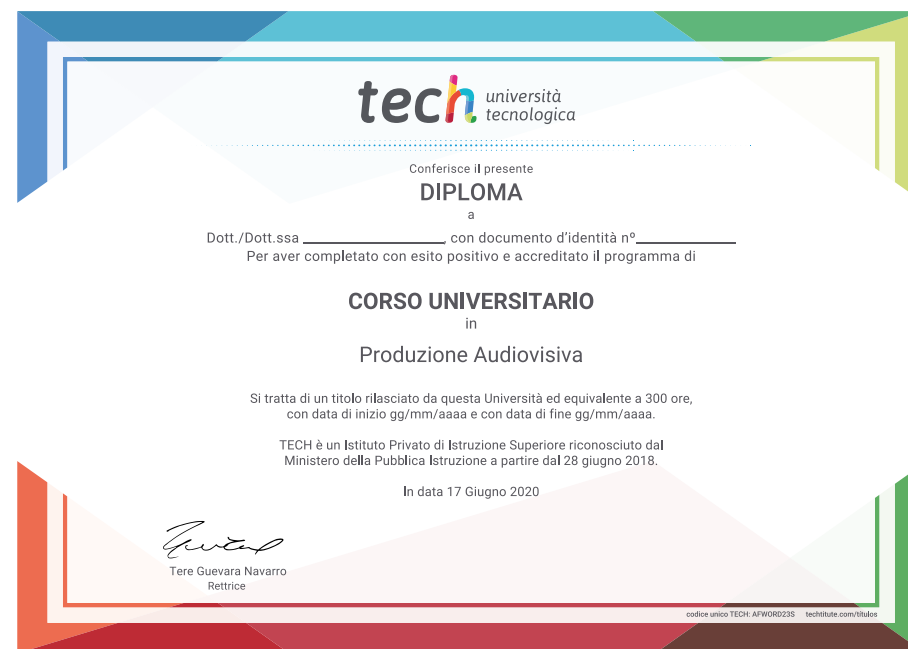 tech università
tecnologica
Conferisce il presente
DIPLOMA
a
Dott./Dott.ssa ____________________, con documento d'identità nº______________
Per aver completato con esito positivo e accreditato il programma di
CORSO UNIVERSITARIO
in
Produzione Audiovisiva
Si tratta di un titolo rilasciato da questa Università ed equivalente a 300 ore,
con data di inizio gg/mm/aaaa e con data di fine gg/mm/aaaa.
TECH è un Istituto Privato di Istruzione Superiore riconosciuto dal
Ministero della Pubblica Istruzione a partire dal 28 giugno 2018.
In data 17 Giugno 2020
Tere Guevara Navarro
Rettrice
codice unico TECH: AFWORD23S techtitute.com/titulos